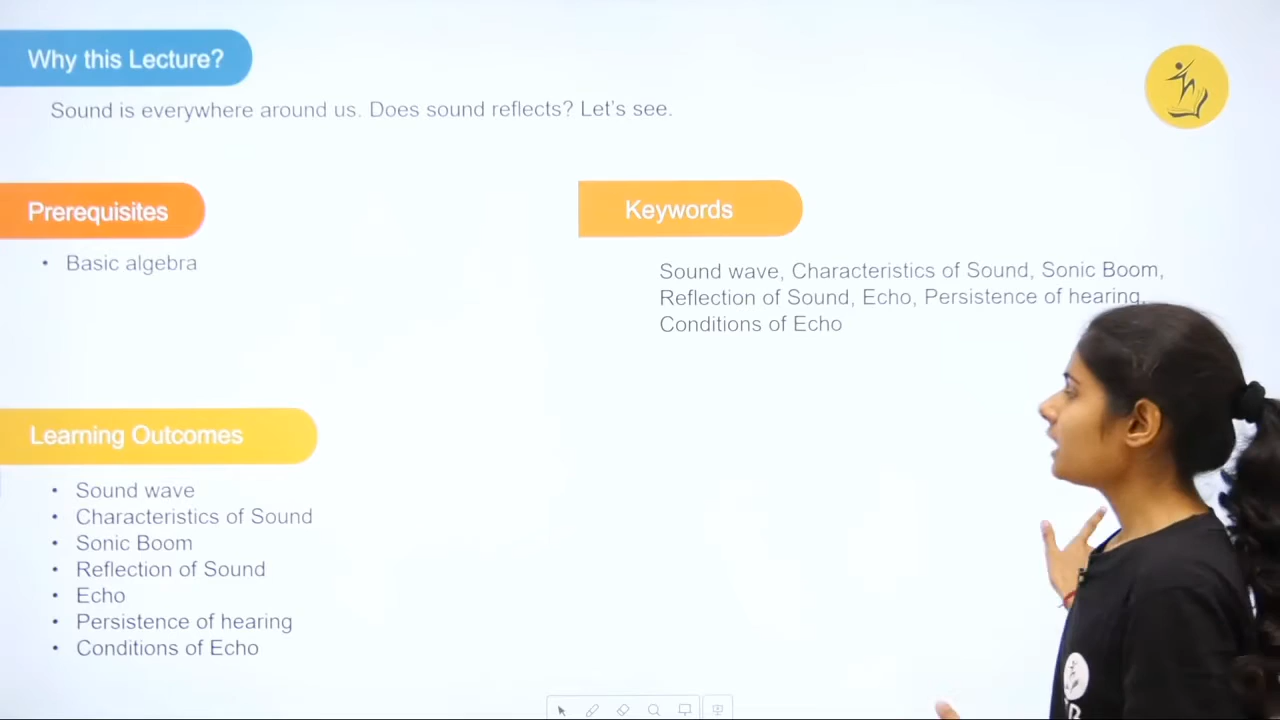 Why this Lecture?
Sound is everywhere around us. Does sound reflects? Let's see.
Prerequisites
• Basic algebra
Keywords
Sound wave, Characteristics of Sound, Sonic Boom,
Reflection of Sound, Echo, Persistence of hearing,
Conditions of Echo
Learning Outcomes
• Sound wave
• Characteristics of Sound
• Sonic Boom
• Reflection of Sound
• Echo
• Persistence of hearing
• Conditions of Echo